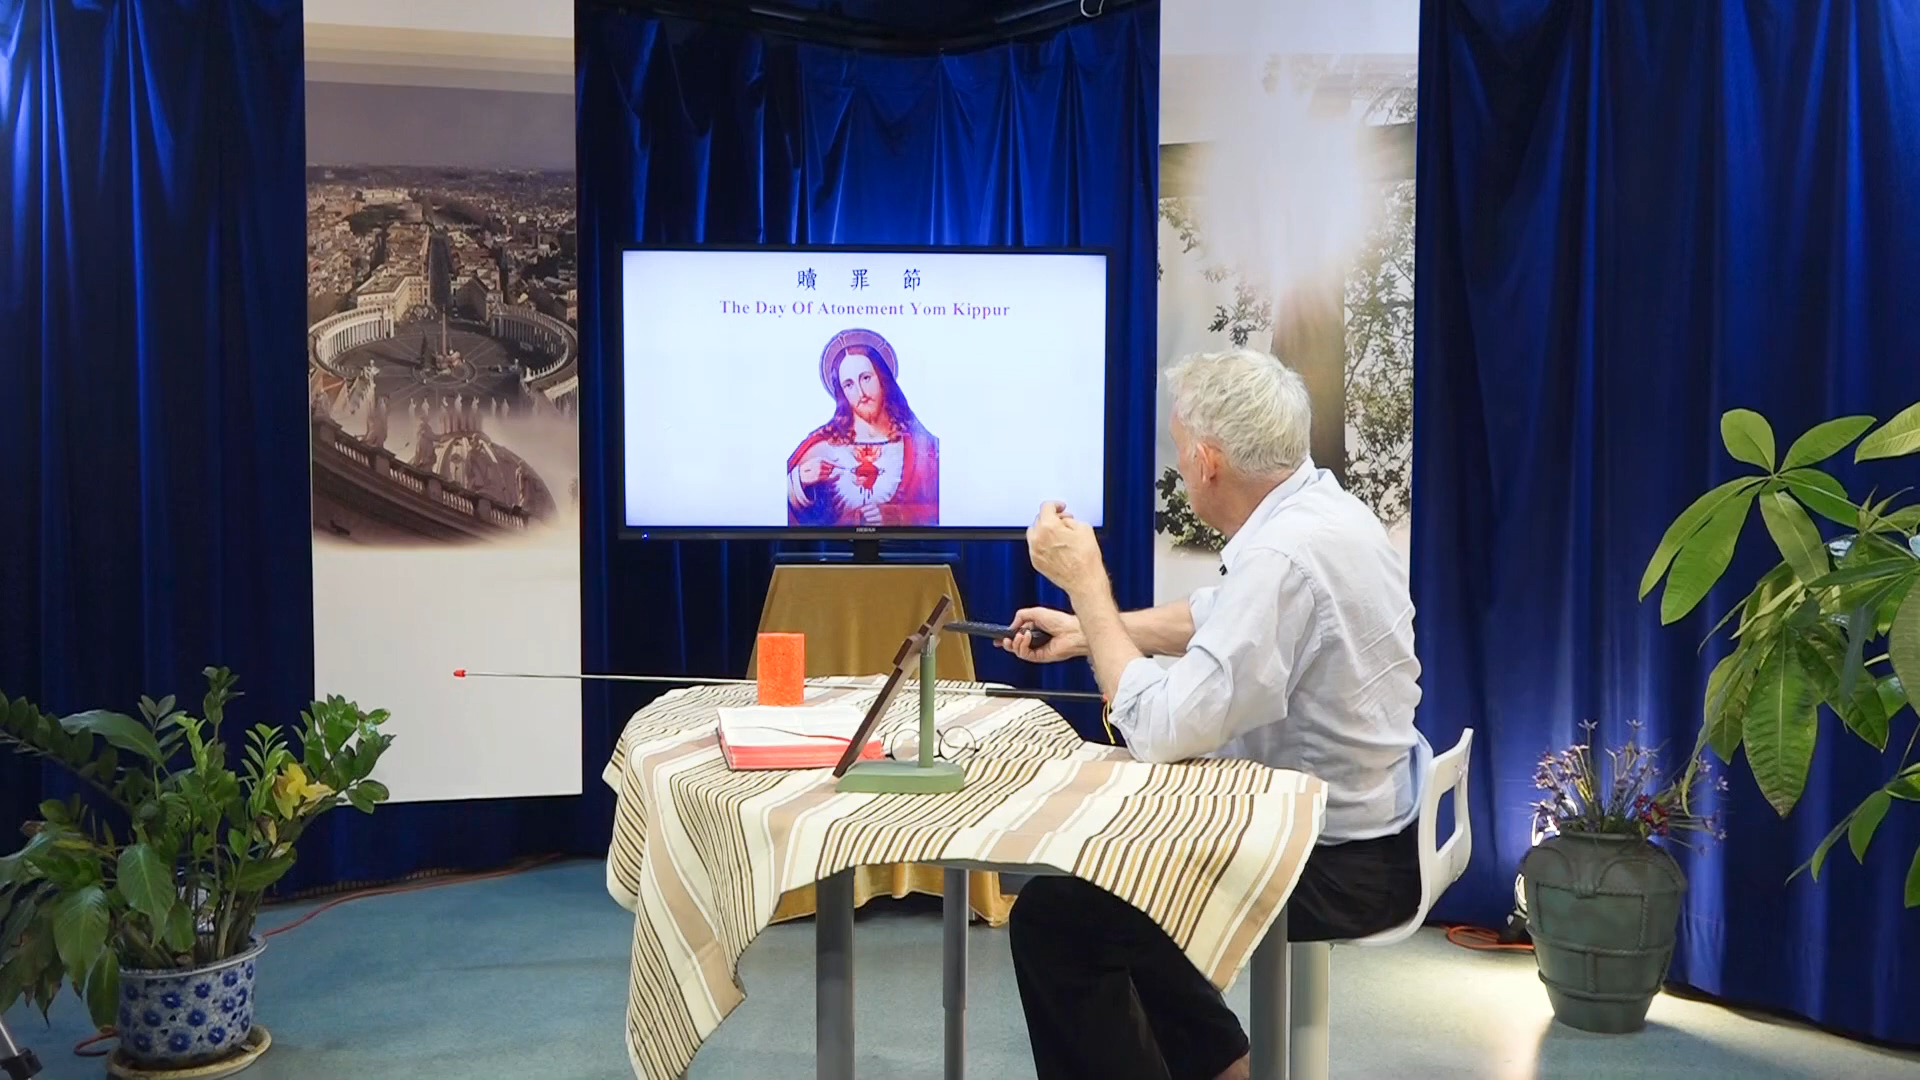 贖罪節
The Day Of Atonement Yom Kippur